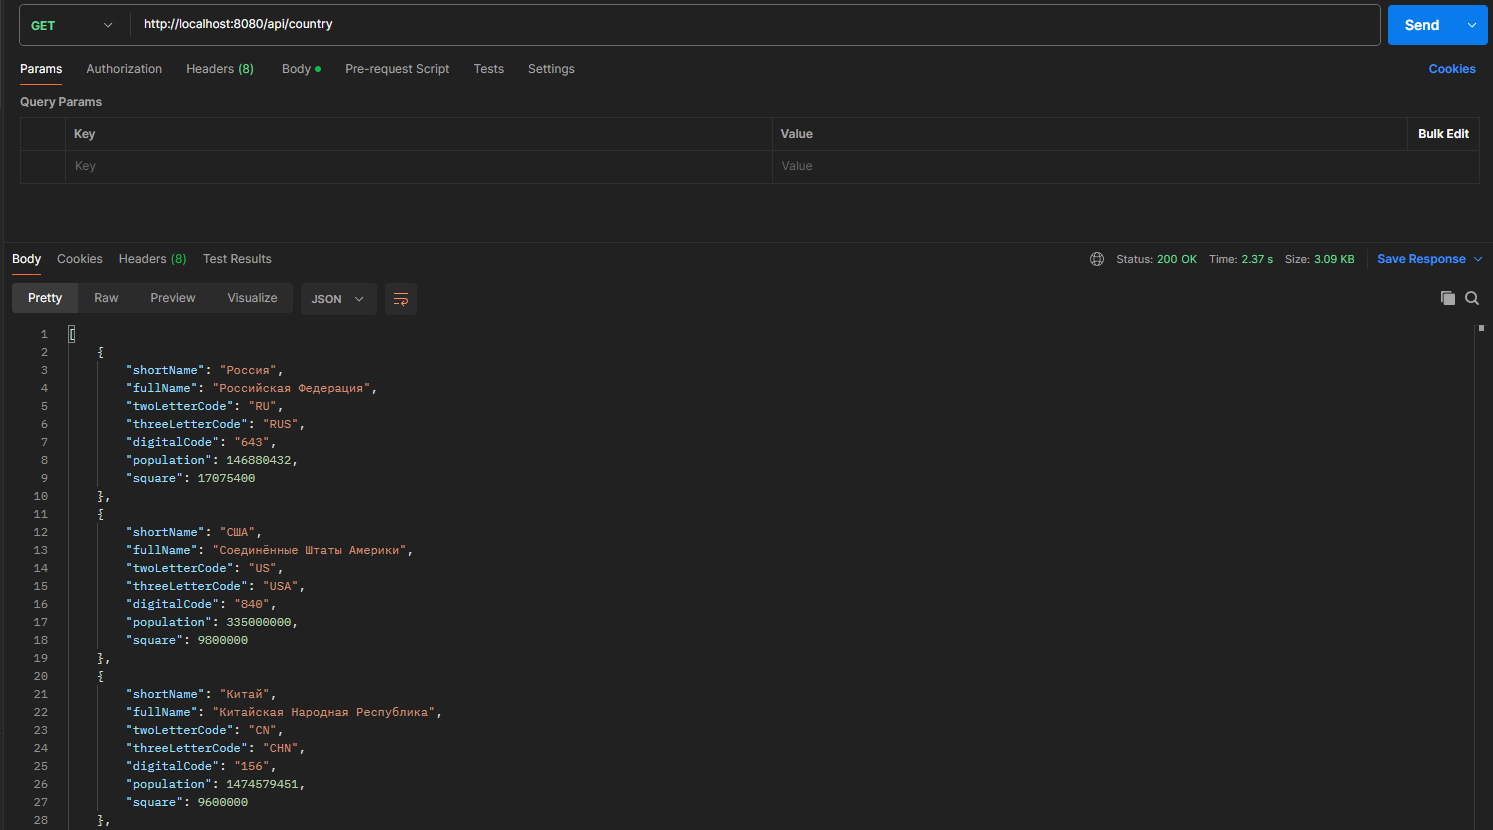 GET http://localhost:8080/api/country Send
Params Authorization Headers (8) Body Pre-request Script Tests Settings Cookies
Query Params
Key Value Bulk Edit
Key Value
Body Cookies Headers (8) Test Results Status: 200 OK Time: 2.37 s Size: 3.09 KB Save Response
Pretty Raw Preview Visualize JSON
1 [
2 {
3 "shortName": "Россия",
4 "fullName": "Российская Федерация",
5 "twoLetterCode": "RU",
6 "threeLetterCode": "RUS",
7 "digitalCode": "643",
8 "population": 146880432,
9 "square": 17075400
10 },
11 {
12 "shortName": "США",
13 "fullName": "Соединённые Штаты Америки",
14 "twoLetterCode": "US",
15 "threeLetterCode": "USA",
16 "digitalCode": "840",
17 "population": 335000000,
18 "square": 9800000
19 },
20 {
21 "shortName": "Китай",
22 "fullName": "Китайская Народная Республика",
23 "twoLetterCode": "CN",
24 "threeLetterCode": "CHN",
25 "digitalCode": "156",
26 "population": 1474579451,
27 "square": 9600000
28 },